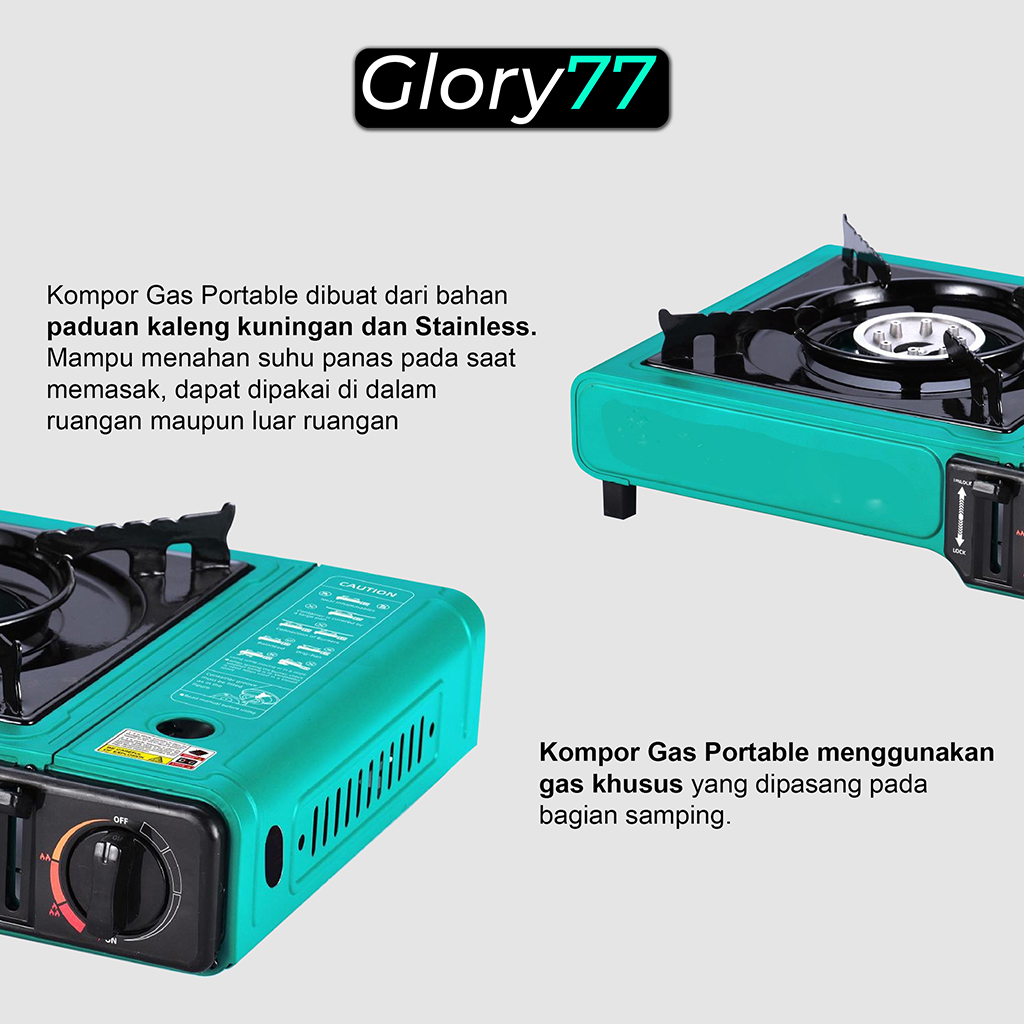 Glory77
Kompor Gas Portable dibuat dari bahan
paduan kaleng kuningan dan Stainless.
Mampu menahan suhu panas pada saat
memasak, dapat dipakai di dalam
ruangan maupun luar ruangan
LOCK
CAUTION
Kompor Gas Portable menggunakan
gas khusus yang dipasang pada
bagian samping.
OFF
ON